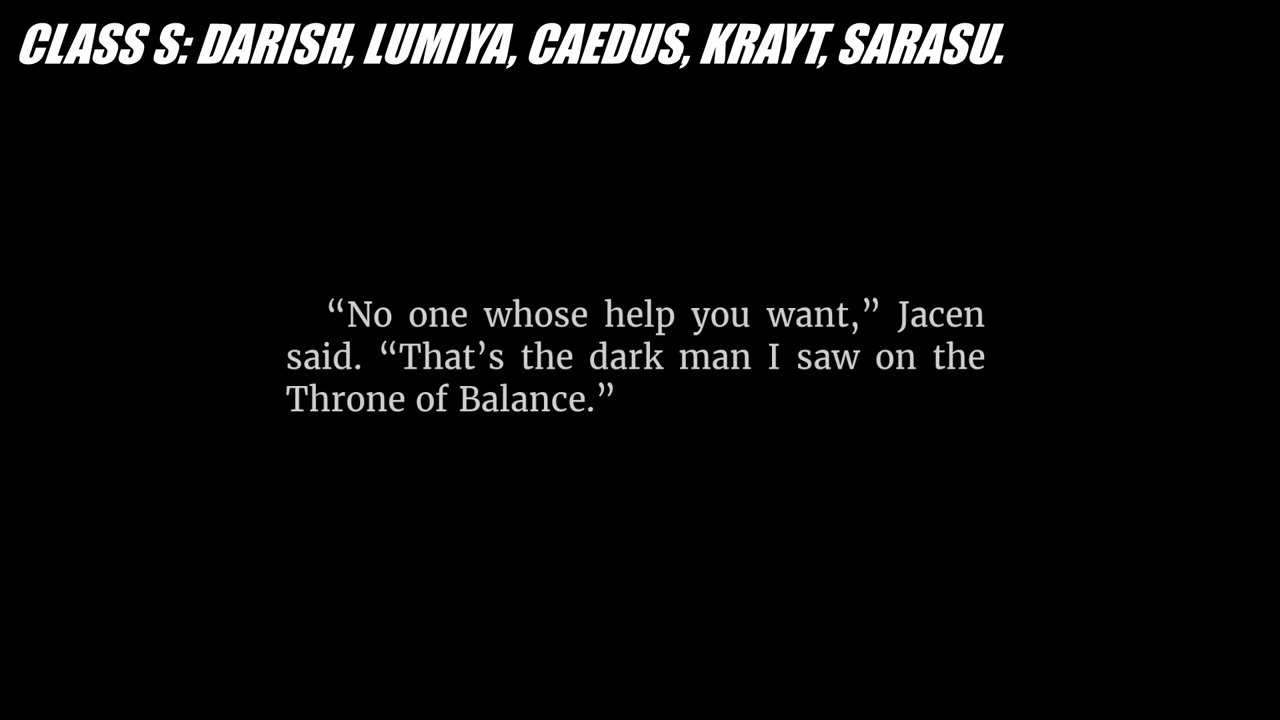 CLASS S: DARISH, LUMIYA, CAEDUS, KRAYT, SARASU.
“No one whose help you want,” Jacen
said. “That’s the dark man I saw on the
Throne of Balance.”